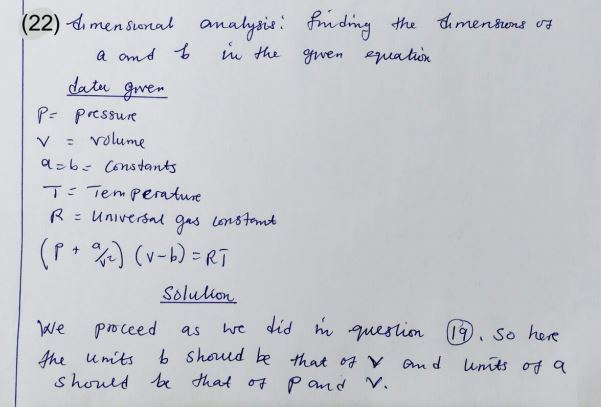 (22) dimensional analysis: finding the dimensions of
a and b in the given equation
data given
P= pressure
V = volume
a=b= Constants
T = Temperature
R = Universal gas constant
(P + a/v²) (v-b) = RT
Solution
We proceed as we did in question (19). So here
the units b should be that of V and units of a
should be that of P and V.